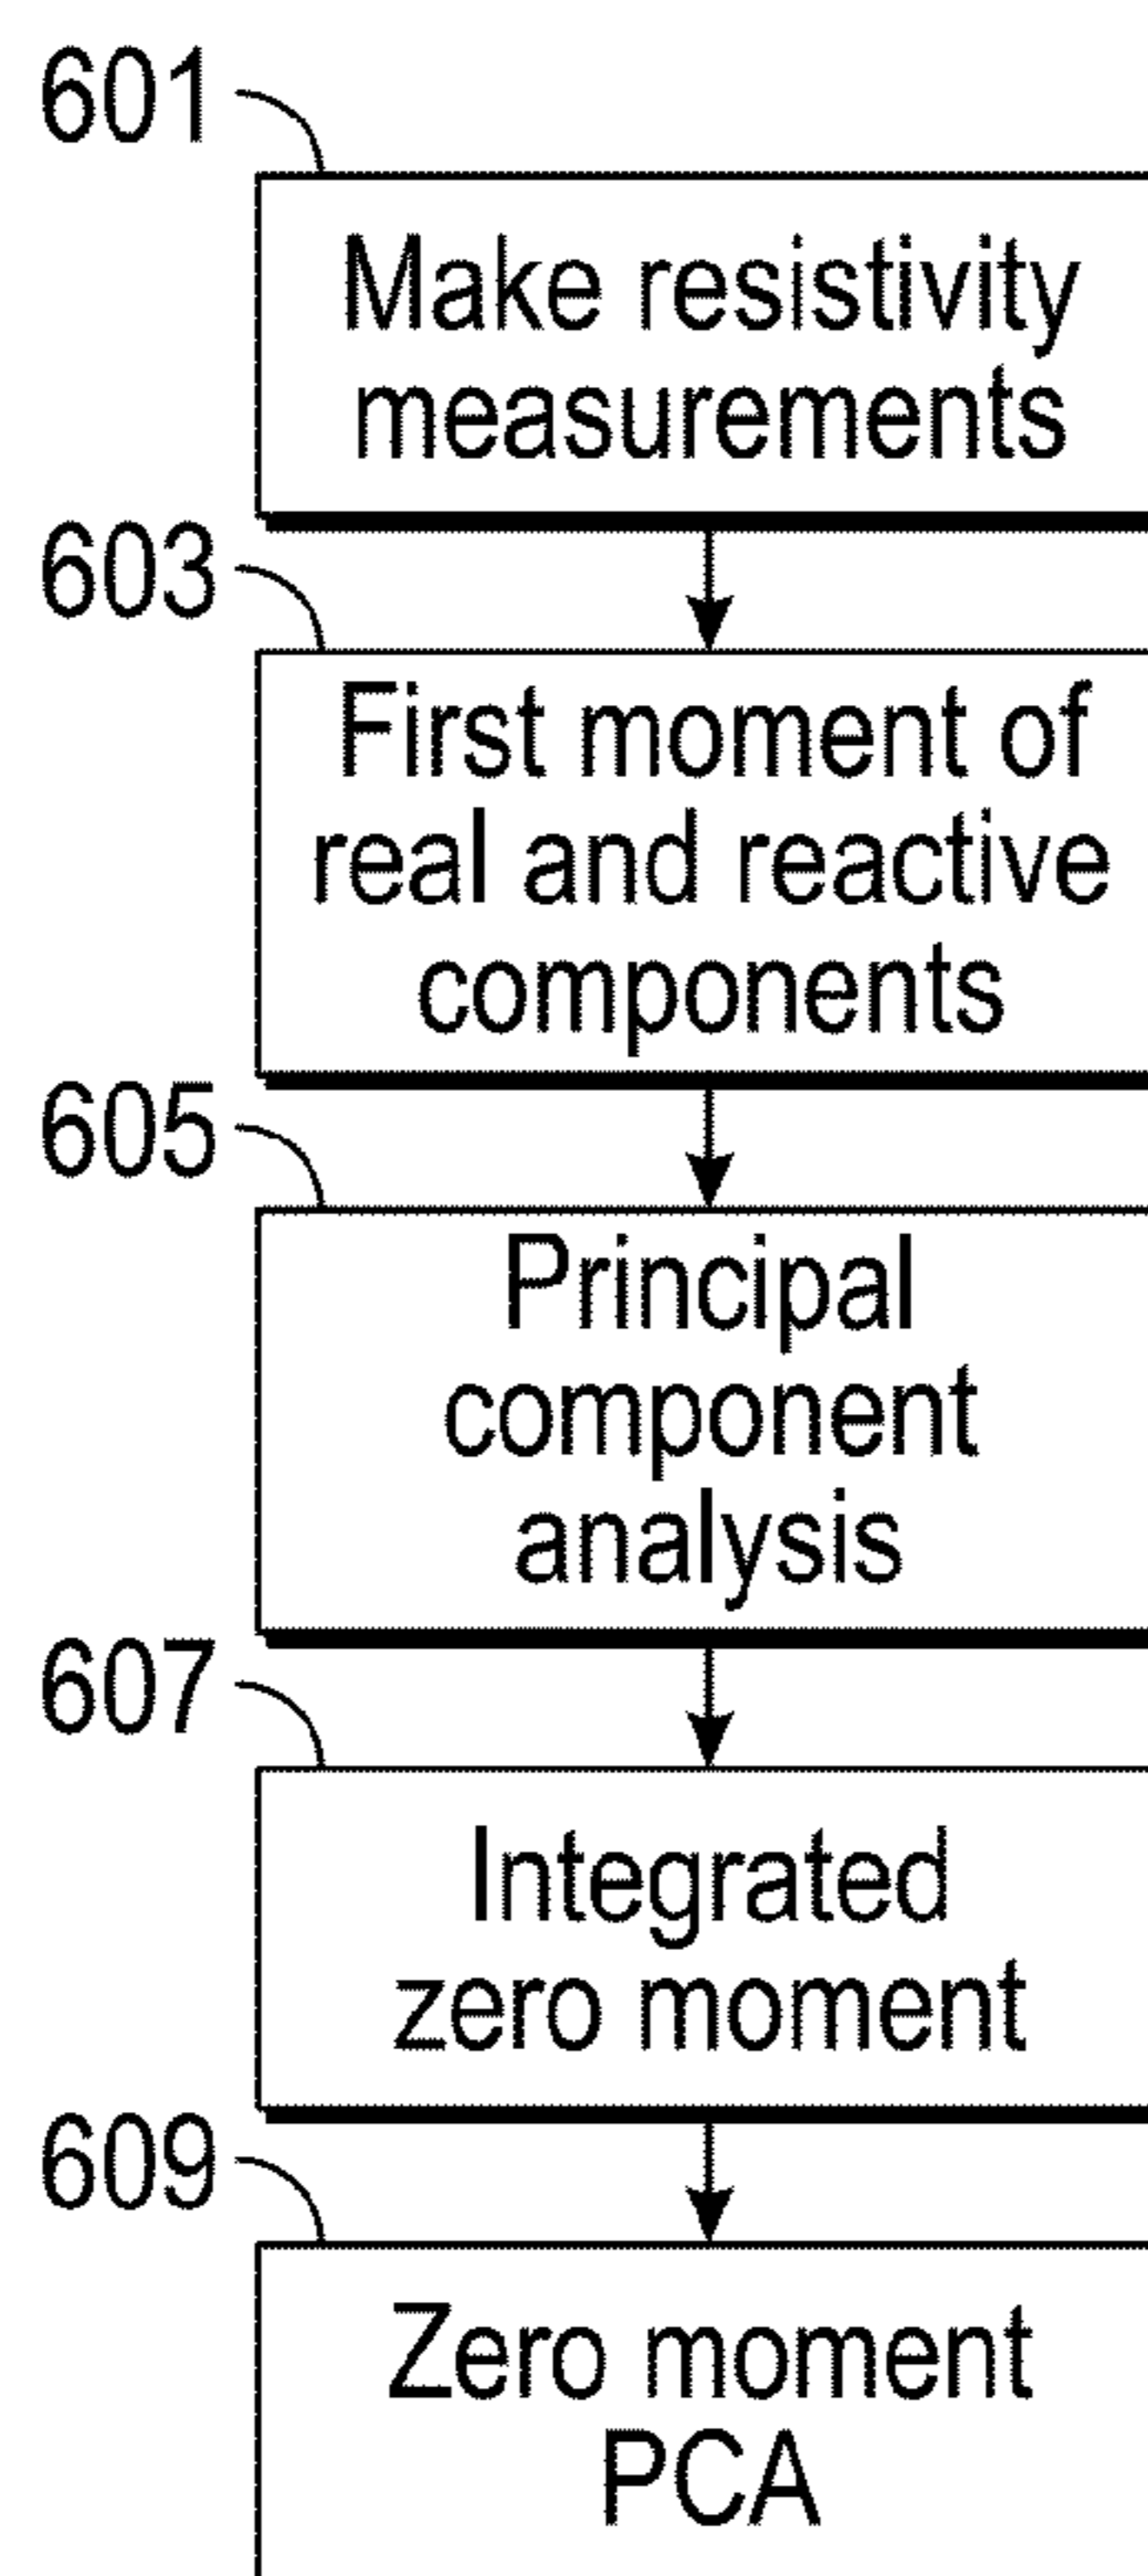 601
Make resistivity
measurements
603
First moment of
real and reactive
components
605
Principal
component
analysis
607
Integrated
zero moment
609
Zero moment
PCA